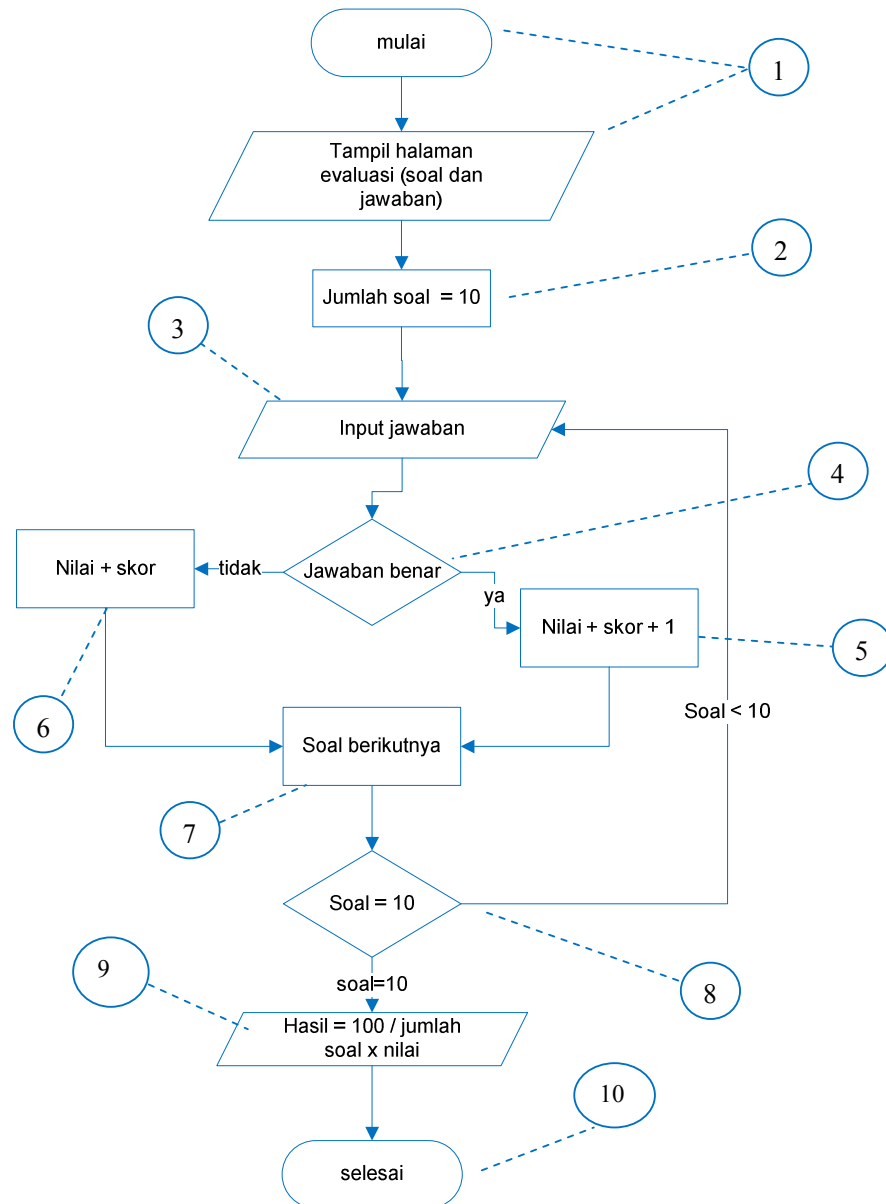 mulai
1
Tampil halaman
evaluasi (soal dan
jawaban)
2
Jumlah soal = 10
3
Input jawaban
4
Jawaban benar
tidak
Nilai + skor
ya
Nilai + skor + 1
5
6
Soal < 10
Soal berikutnya
7
Soal = 10
8
9
soal=10
Hasil = 100 / jumlah
soal x nilai
10
selesai